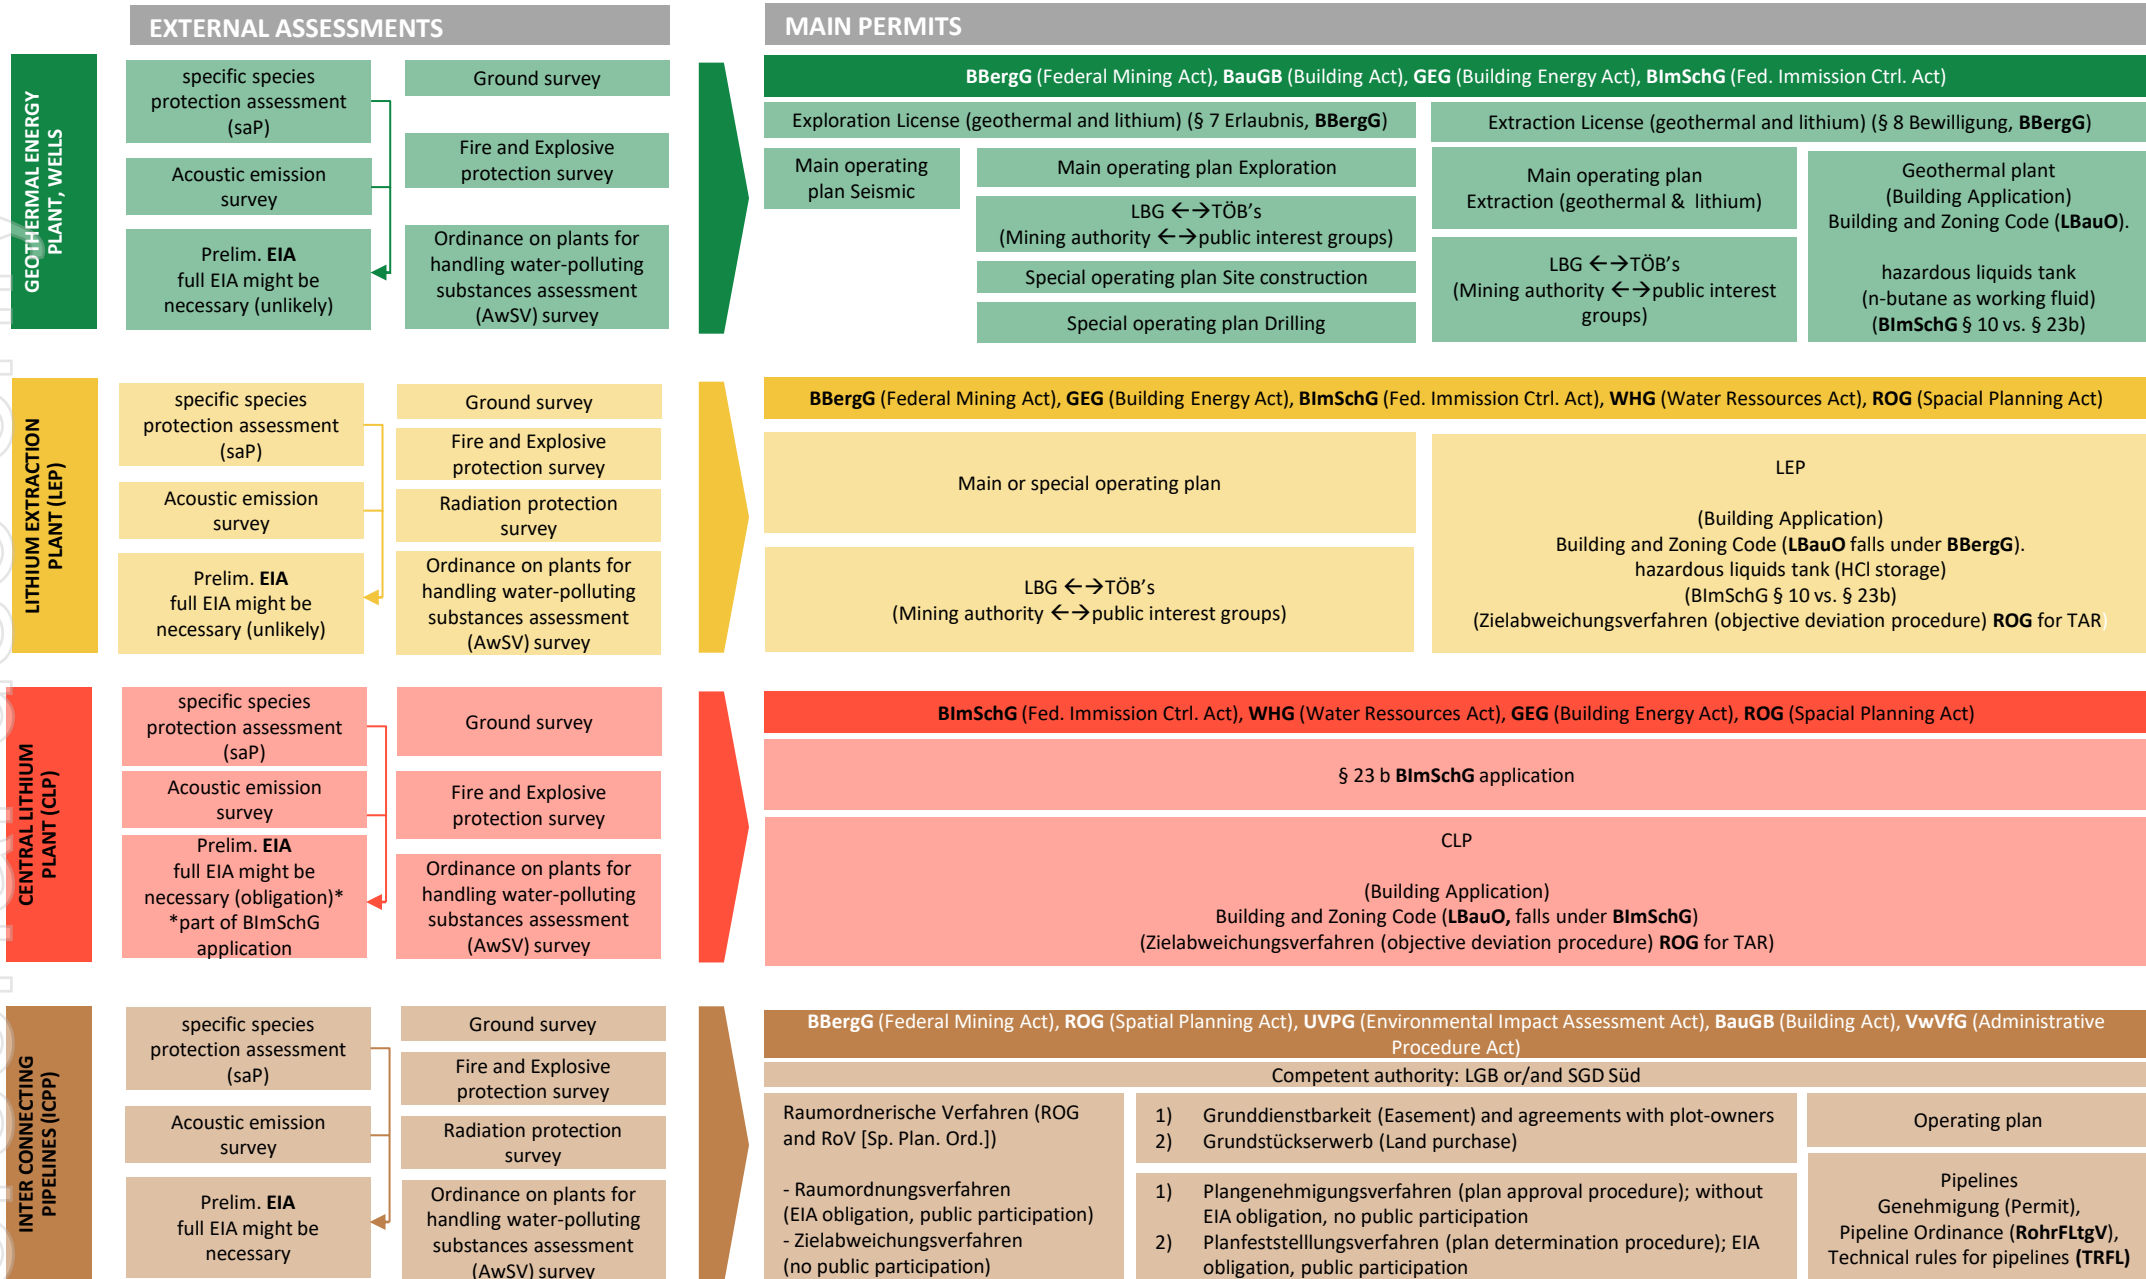 EXTERNAL ASSESSMENTS
MAIN PERMITS
GEOTHERMAL ENERGY
PLANT, WELLS
specific species
protection assessment
(saP)
Acoustic emission
survey
Prelim. EIA
full EIA might be
necessary (unlikely)
Ground survey
Fire and Explosive
protection survey
Ordinance on plants for
handling water-polluting
substances assessment
(AwSV) survey
BBergG (Federal Mining Act), BauGB (Building Act), GEG (Building Energy Act), BImSchG (Fed. Immission Ctrl. Act)
Exploration License (geothermal and lithium) (§ 7 Erlaubnis, BBergG)
Main operating
plan Seismic
Main operating plan Exploration
LBG ←→TÖB's
(Mining authority ←→public interest groups)
Special operating plan Site construction
Special operating plan Drilling
Extraction License (geothermal and lithium) (§ 8 Bewilligung, BBergG)
Main operating plan
Extraction (geothermal & lithium)
LBG ←→TÖB's
(Mining authority ←→public interest
groups)
Geothermal plant
(Building Application)
Building and Zoning Code (LBauO).
hazardous liquids tank
(n-butane as working fluid)
(BImSchG § 10 vs. § 23b)
LITHIUM EXTRACTION
PLANT (LEP)
specific species
protection assessment
(saP)
Acoustic emission
survey
Prelim. EIA
full EIA might be
necessary (unlikely)
Ground survey
Fire and Explosive
protection survey
Radiation protection
survey
Ordinance on plants for
handling water-polluting
substances assessment
(AwSV) survey
BBergG (Federal Mining Act), GEG (Building Energy Act), BImSchG (Fed. Immission Ctrl. Act), WHG (Water Ressources Act), ROG (Spacial Planning Act)
Main or special operating plan
LBG ←→TÖB's
(Mining authority ←→public interest groups)
LEP
(Building Application)
Building and Zoning Code (LBauO falls under BBergG).
hazardous liquids tank (HCl storage)
(BImSchG § 10 vs. § 23b)
(Zielabweichungsverfahren (objective deviation procedure) ROG for TAR)
CENTRAL LITHIUM
PLANT (CLP)
specific species
protection assessment
(saP)
Acoustic emission
survey
Prelim. EIA
full EIA might be
necessary (obligation)*
*part of BImSchG
application
Ground survey
Fire and Explosive
protection survey
Ordinance on plants for
handling water-polluting
substances assessment
(AwSV) survey
BImSchG (Fed. Immission Ctrl. Act), WHG (Water Ressources Act), GEG (Building Energy Act), ROG (Spacial Planning Act)
§ 23 b BImSchG application
CLP
(Building Application)
Building and Zoning Code (LBauO, falls under BImSchG)
(Zielabweichungsverfahren (objective deviation procedure) ROG for TAR)
INTER CONNECTING
PIPELINES (ICPP)
specific species
protection assessment
(saP)
Acoustic emission
survey
Prelim. EIA
full EIA might be
necessary
Ground survey
Fire and Explosive
protection survey
Radiation protection
survey
Ordinance on plants for
handling water-polluting
substances assessment
(AwSV) survey
BBergG (Federal Mining Act), ROG (Spatial Planning Act), UVPG (Environmental Impact Assessment Act), BauGB (Building Act), VwVfG (Administrative
Procedure Act)
Competent authority: LGB or/and SGD Süd
Raumordnerische Verfahren (ROG
and RoV [Sp. Plan. Ord.])
- Raumordnungsverfahren
(EIA obligation, public participation)
- Zielabweichungsverfahren
(no public participation)
1) Grunddienstbarkeit (Easement) and agreements with plot-owners
2) Grundstückserwerb (Land purchase)
1) Plangenehmigungsverfahren (plan approval procedure); without
EIA obligation, no public participation
2) Planfeststelllungsverfahren (plan determination procedure); EIA
obligation, public participation
Operating plan
Pipelines
Genehmigung (Permit),
Pipeline Ordinance (RohrFLtgV),
Technical rules for pipelines (TRFL)